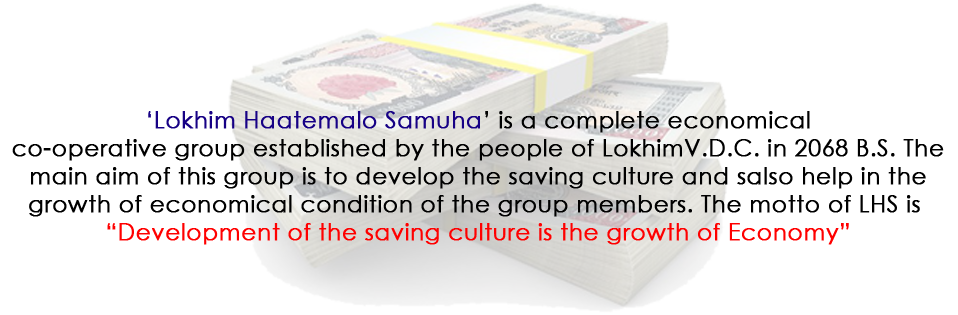 ‘Lokhim Haatemalo Samuha’ is a complete economical
co-operative group established by the people of LokhimV.D.C. in 2068 B.S. The
main aim of this group is to develop the saving culture and salso help in the
growth of economical condition of the group members. The motto of LHS is
“Development of the saving culture is the growth of Economy”